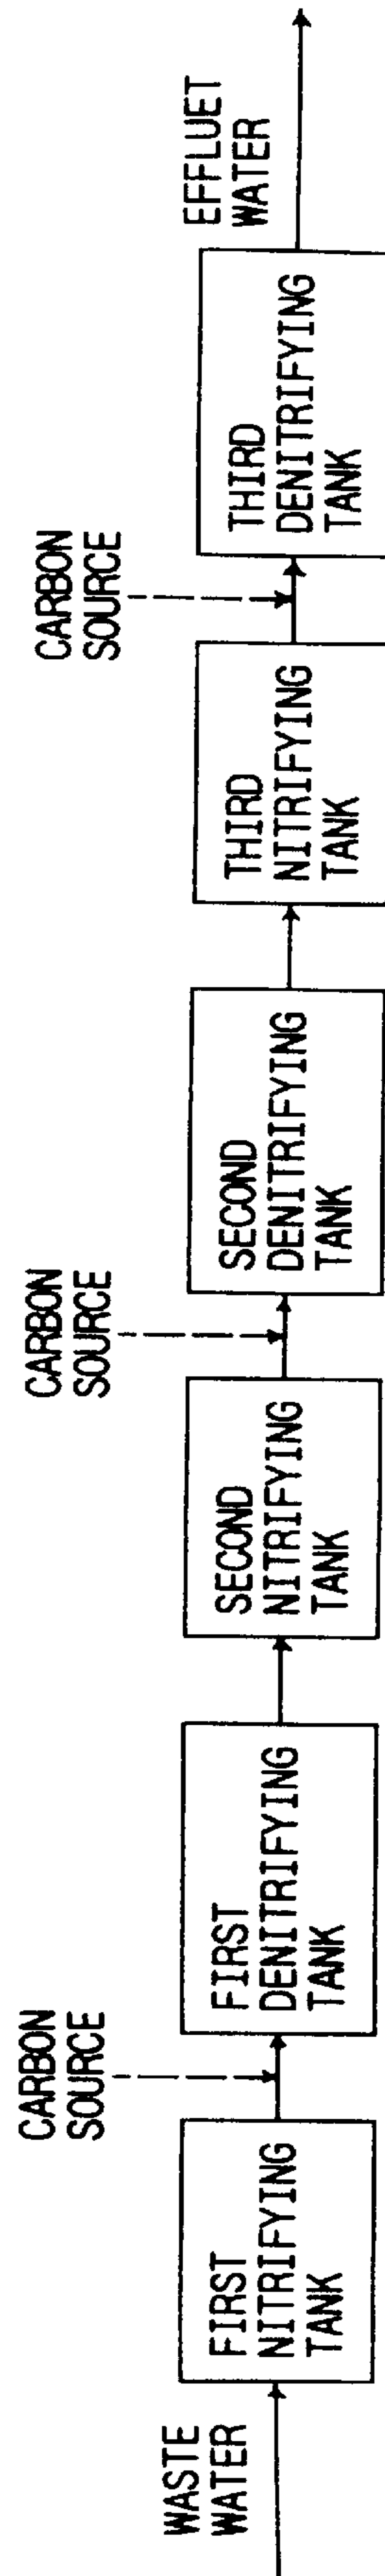 WASTE
WATER
FIRST
NITRIFYING
TANK
CARBON
SOURCE
FIRST
DENITRIFYING
TANK
SECOND
NITRIFYING
TANK
CARBON
SOURCE
SECOND
DENITRIFYING
TANK
THIRD
NITRIFYING
TANK
CARBON
SOURCE
THIRD
DENITRIFYING
TANK
EFFLUET
WATER